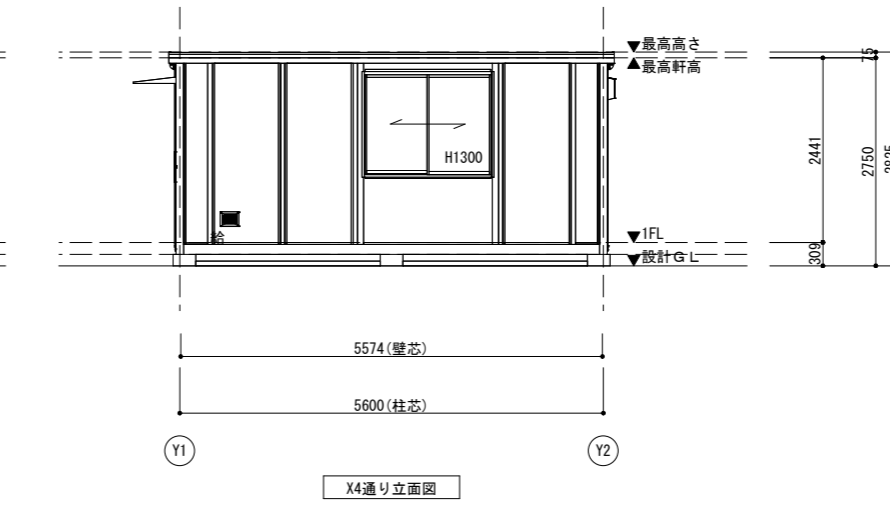 最高高さ
最高軒高
75
2441
2750
2825
H1300
給
1FL
設計GL
309
5574(壁芯)
5600(柱芯)
Y1
Y2
X4通り立面図